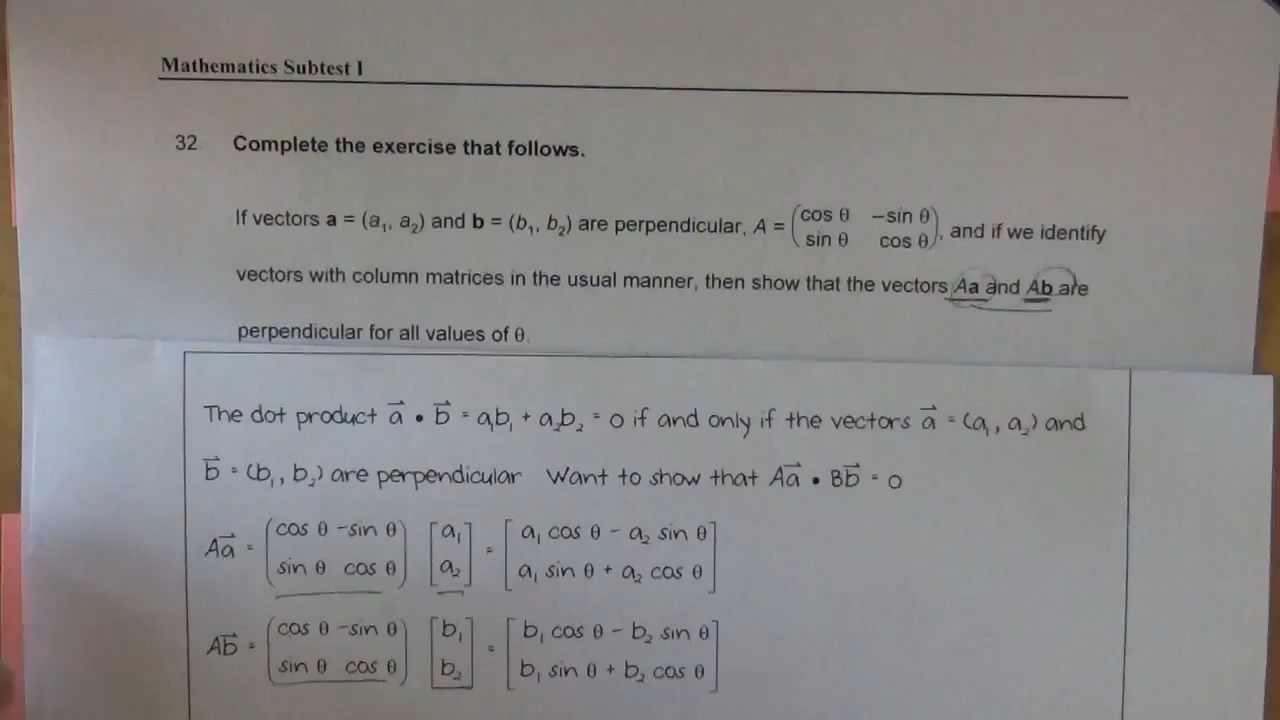 Mathematics Subtest I
32. Complete the exercise that follows.
If vectors a = (a₁, a₂) and b = (b₁, b₂) are perpendicular, A = (cos θ −sin θ
sin θ cos θ), and if we identify
vectors with column matrices in the usual manner, then show that the vectors Aa and Ab are
perpendicular for all values of θ.
The dot product a⃗ • b⃗ = a₁b₁ + a₂b₂ = 0 if and only if the vectors a⃗ = (a₁, a₂) and
b⃗ = (b₁, b₂) are perpendicular Want to show that Aa⃗ • Bb⃗ = 0
Aa⃗ = (cos θ −sin θ
sin θ cos θ) [a₁
a₂] = [a₁ cos θ − a₂ sin θ
a₁ sin θ + a₂ cos θ]
Ab⃗ = (cos θ −sin θ
sin θ cos θ) [b₁
b₂] = [b₁ cos θ − b₂ sin θ
b₁ sin θ + b₂ cos θ]